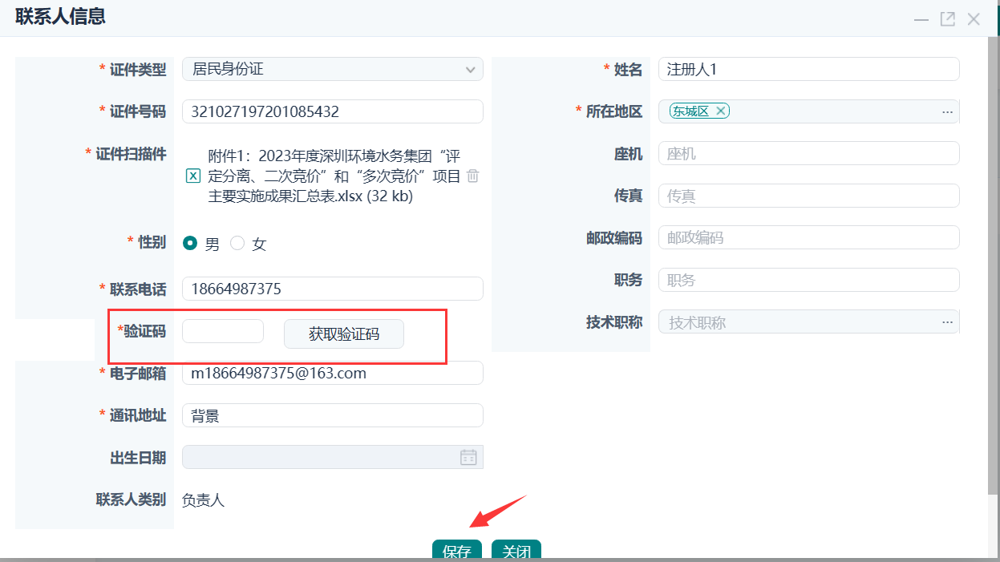 联系人信息
* 证件类型
居民身份证
* 证件号码
321027197201085432
* 证件扫描件
附件1：2023年度深圳环境水务集团“评
定分离、二次竞价”和“多次竞价”项目
主要实施成果汇总表.xlsx (32 kb)
* 性别
男
女
* 联系电话
18664987375
*验证码
获取验证码
* 电子邮箱
m18664987375@163.com
* 通讯地址
背景
出生日期
联系人类别
负责人
* 姓名
注册人1
* 所在地区
东城区
座机
座机
传真
传真
邮政编码
邮政编码
职务
职务
技术职称
技术职称
保存
关闭